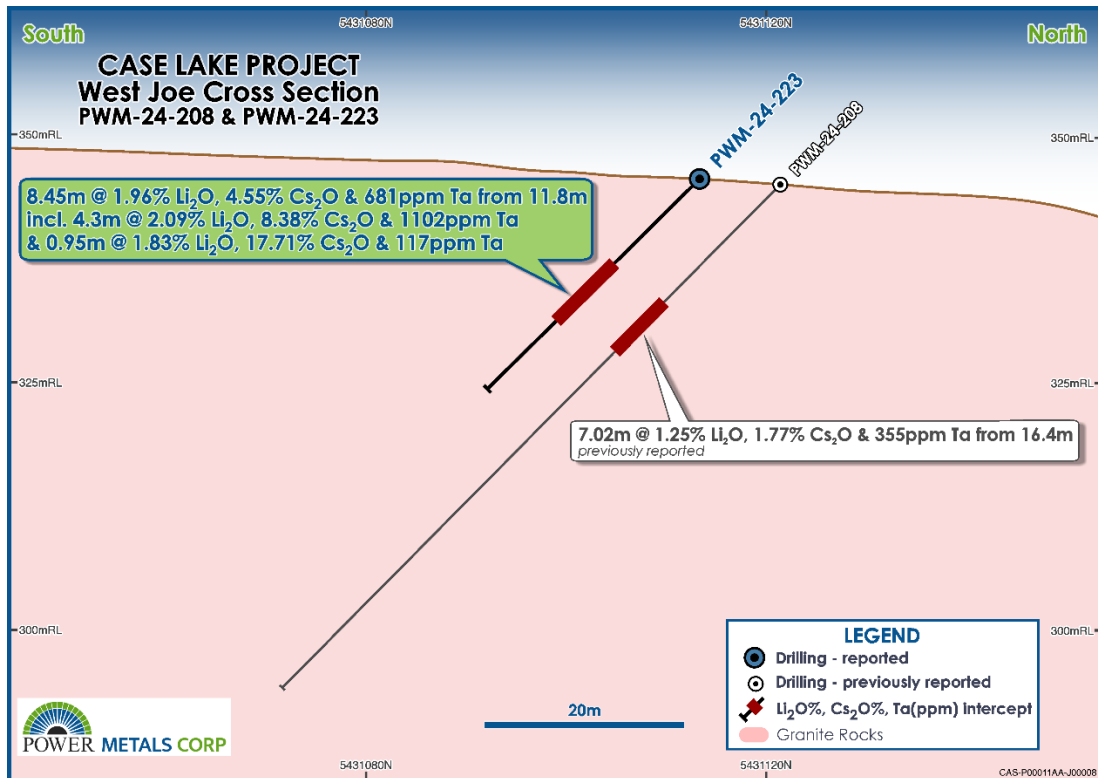 5431080N
5431120N
South
North
CASE LAKE PROJECT
West Joe Cross Section
PWM-24-208 & PWM-24-223
PWM-24-223
PWM-24-208
350mRL
350mRL
8.45m @ 1.96% Li₂O, 4.55% Cs₂O & 681ppm Ta from 11.8m
incl. 4.3m @ 2.09% Li₂O, 8.38% Cs₂O & 1102ppm Ta
& 0.95m @ 1.83% Li₂O, 17.71% Cs₂O & 117ppm Ta
325mRL
325mRL
7.02m @ 1.25% Li₂O, 1.77% Cs₂O & 355ppm Ta from 16.4m
previously reported
300mRL
300mRL
LEGEND
Drilling - reported
Drilling - previously reported
Li₂O%, Cs₂O%, Ta(ppm) Intercept
Granite Rocks
20m
POWER METALS CORP
5431080N
5431120N
CAS-P00011AA-J00008